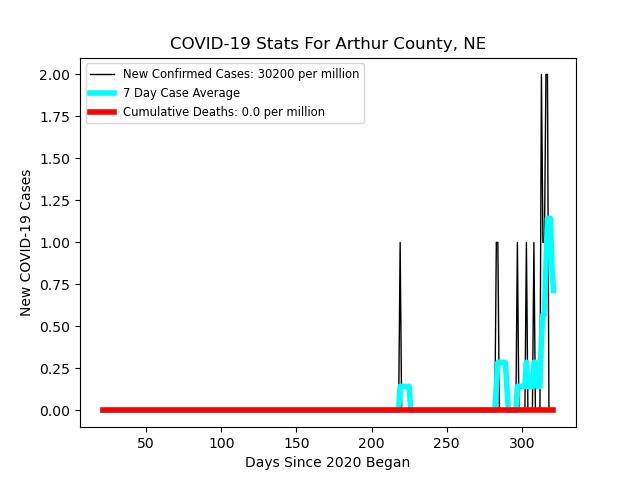 COVID-19 Stats For Arthur County, NE
New Confirmed Cases: 30200 per million
7 Day Case Average
Cumulative Deaths: 0.0 per million
New COVID-19 Cases
2.00
1.75
1.50
1.25
1.00
0.75
0.50
0.25
0.00
50 100 150 200 250 300
Days Since 2020 Began